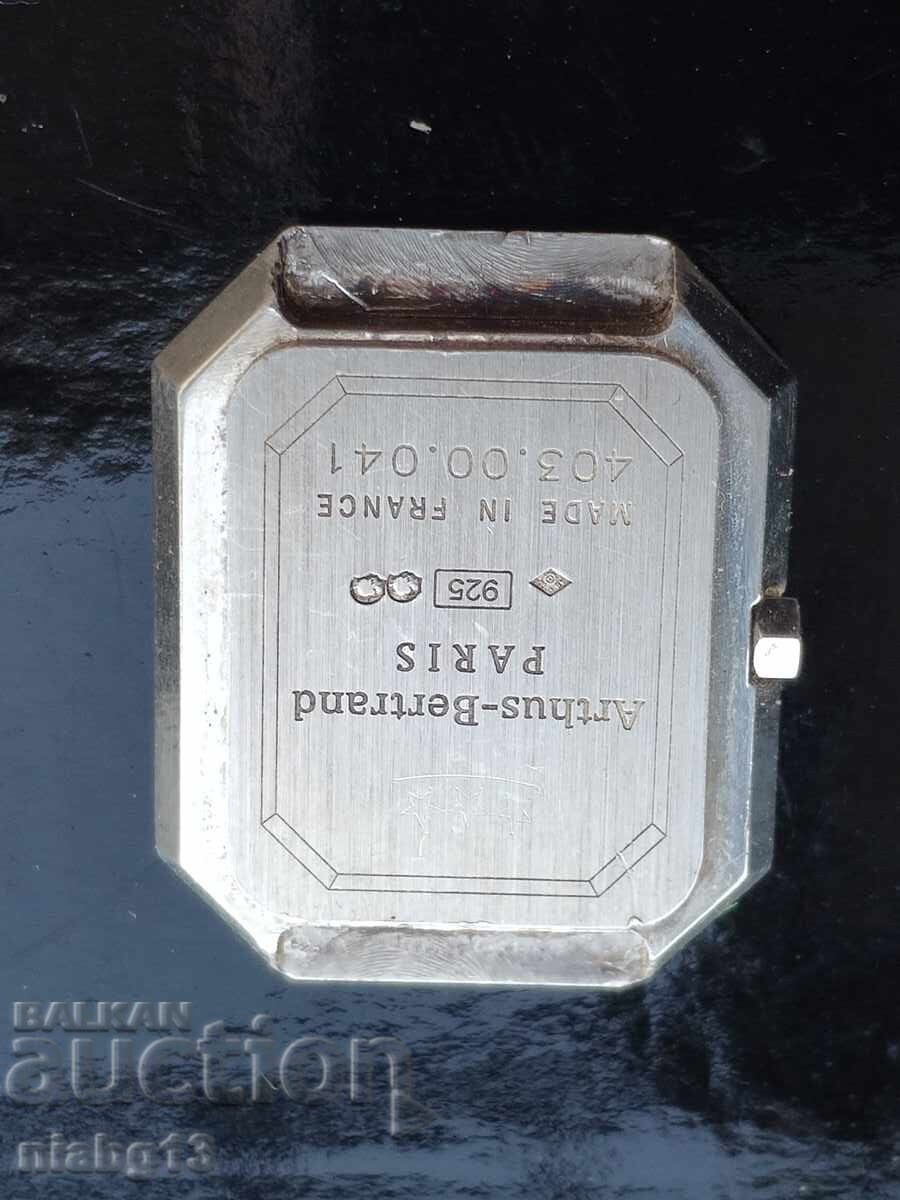 Arthus-Bertrand
PARIS
925
MADE IN FRANCE
403.00.041
BALKAN
auction
niabg13